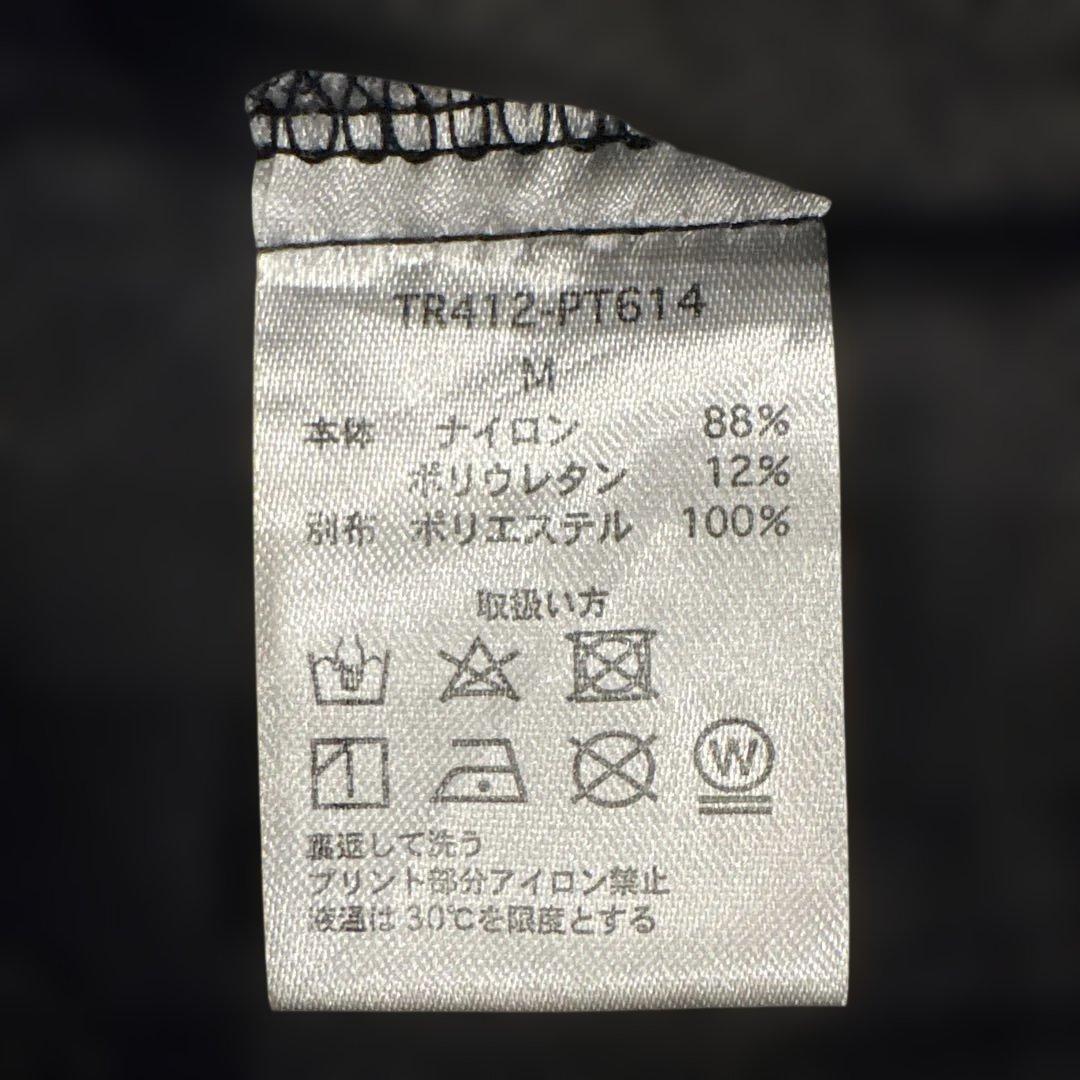 TR412-PT614
M
本体 ナイロン 88%
ポリウレタン 12%
別布 ポリエステル 100%
取扱い方
W
裏返して洗う
プリント部分アイロン禁止
液温は30℃を限度とする